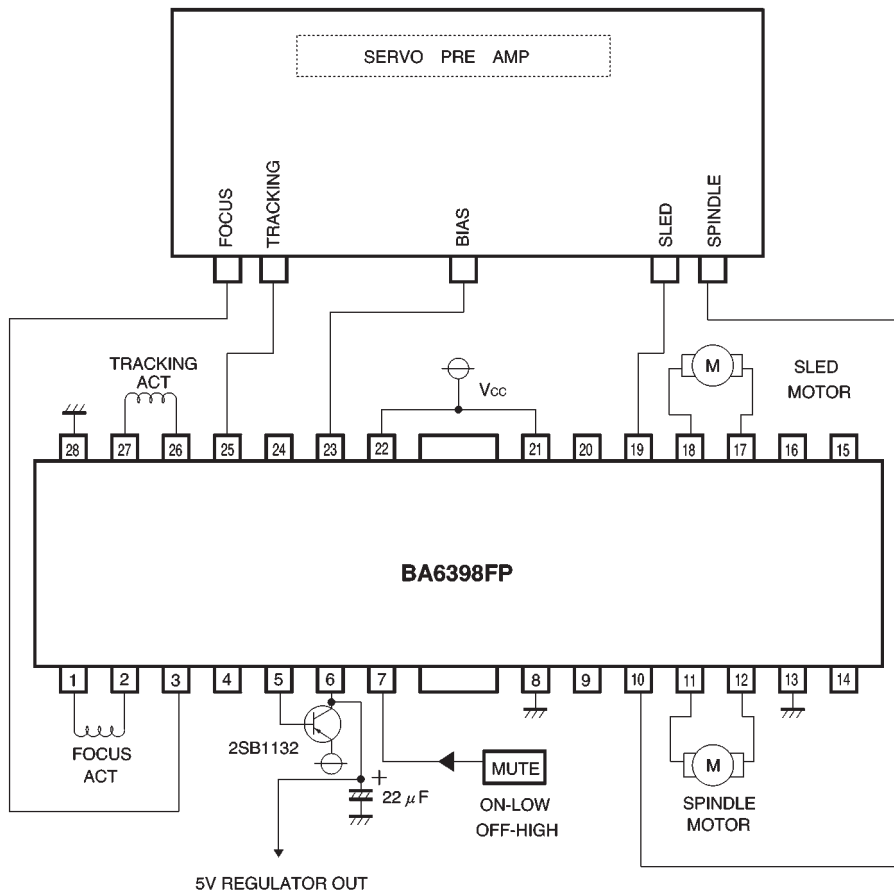 SERVO PRE AMP
FOCUS
TRACKING
BIAS
SLED
SPINDLE
TRACKING
ACT
Vcc
M
SLED
MOTOR
28 27 26 25 24 23 22 21 20 19 18 17 16 15
BA6398FP
1 2 3 4 5 6 7 8 9 10 11 12 13 14
FOCUS
ACT
2SB1132
+
22 μF
MUTE
ON-LOW
OFF-HIGH
M
SPINDLE
MOTOR
5V REGULATOR OUT